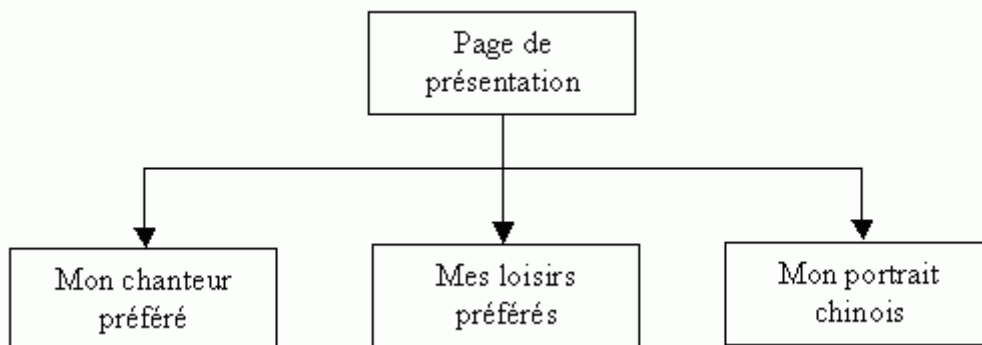 Page de
présentation
Mon chanteur
préféré
Mes loisirs
préférés
Mon portrait
chinois